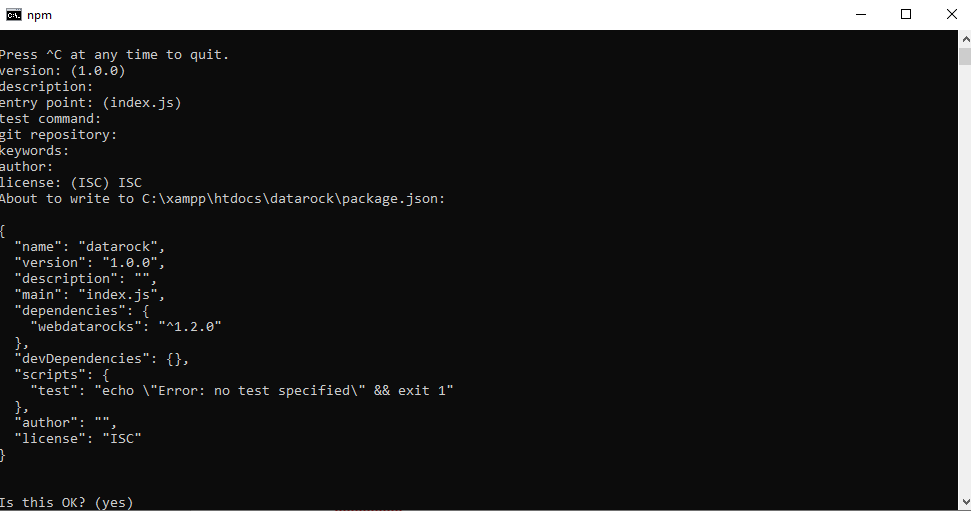 npm
Press ^C at any time to quit.
version: (1.0.0)
description:
entry point: (index.js)
test command:
git repository:
keywords:
author:
license: (ISC) ISC
About to write to C:\xampp\htdocs\datarock\package.json:
{
  "name": "datarock",
  "version": "1.0.0",
  "description": "",
  "main": "index.js",
  "dependencies": {
    "webdatarocks": "^1.2.0"
  },
  "devDependencies": {},
  "scripts": {
    "test": "echo \"Error: no test specified\" && exit 1"
  },
  "author": "",
  "license": "ISC"
}
Is this OK? (yes)